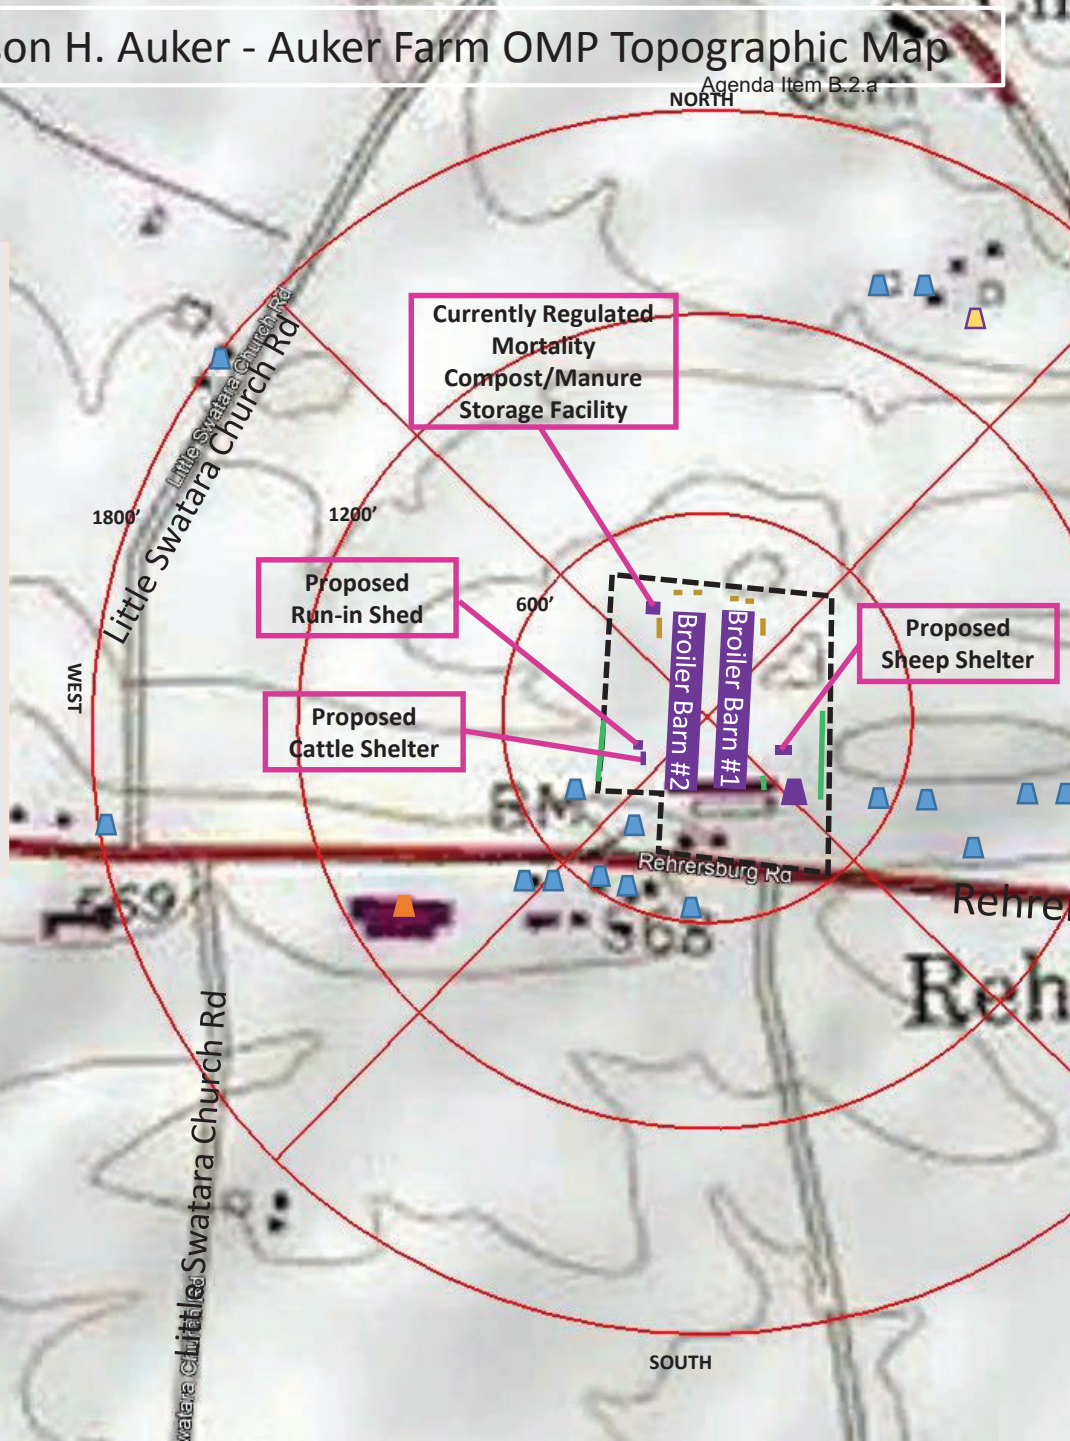 on H. Auker - Auker Farm OMP Topographic Map
Agenda Item B.2.a
NORTH
Currently Regulated
Mortality
Compost/Manure
Storage Facility
Little Swatara Church Rd
Little Swatara Church Rd
1800’
1200’
600’
Proposed
Run-in Shed
Proposed
Sheep Shelter
WEST
Broiler Barn #2
Broiler Barn #1
Proposed
Cattle Shelter
BM
Rehrersburg Rd
569
568
Rehre
Reh
Little Swatara Church Rd
watara Church Rd
SOUTH